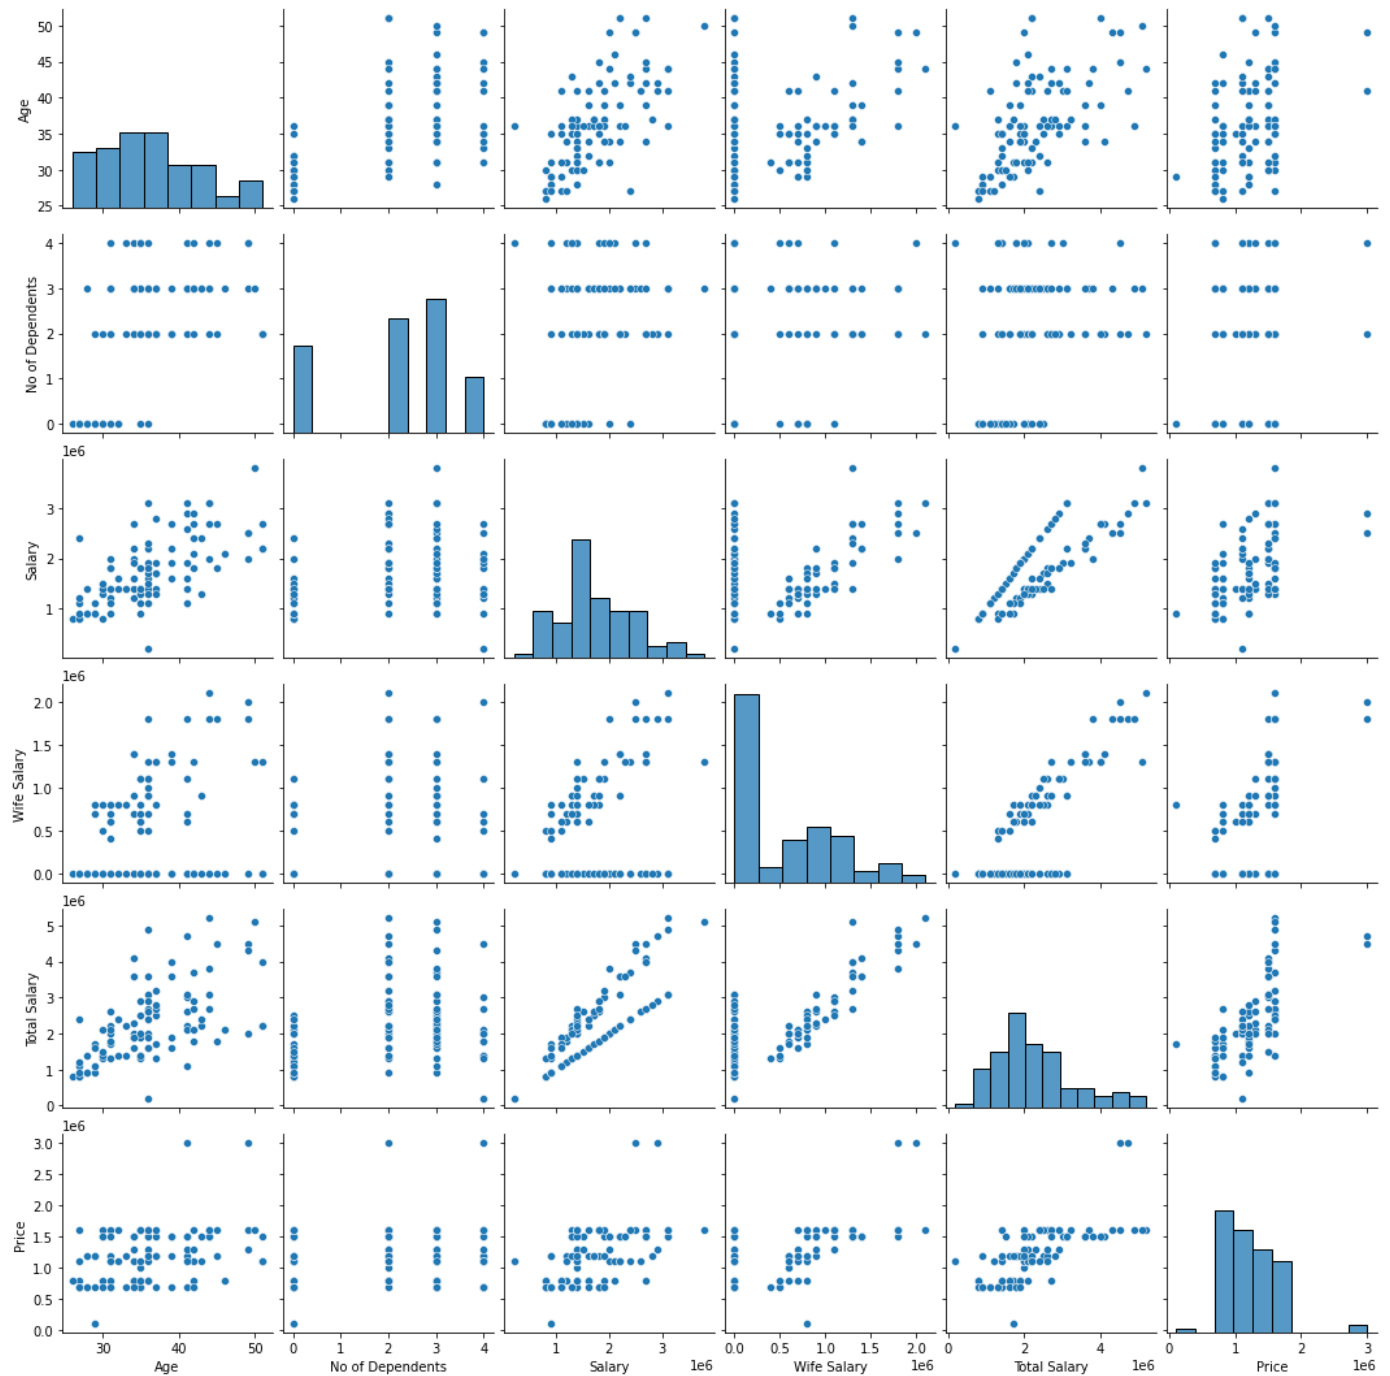 50
45
40
35
30
25
Age
4
3
2
1
0
No of Dependents
1e6
3
2
1
Salary
1e6
2.0
1.5
1.0
0.5
0.0
Wife Salary
1e6
5
4
3
2
1
0
Total Salary
1e6
3.0
2.5
2.0
1.5
1.0
0.5
0.0
Price
30 40 50
Age
0 1 2 3 4
No of Dependents
1 2 3
1e6
Salary
0.0 0.5 1.0 1.5 2.0
1e6
Wife Salary
0 2 4
1e6
Total Salary
0 1 2 3
1e6
Price